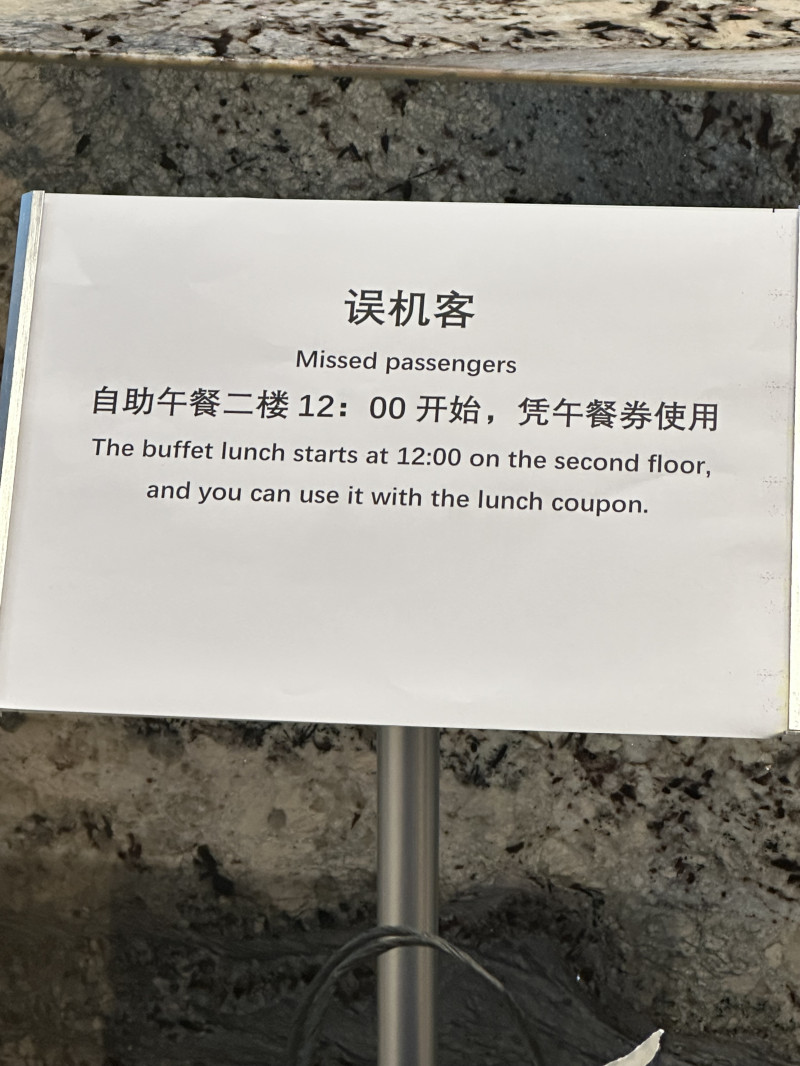 误机客
Missed passengers
自助午餐二楼 12：00 开始，凭午餐券使用
The buffet lunch starts at 12:00 on the second floor,
and you can use it with the lunch coupon.